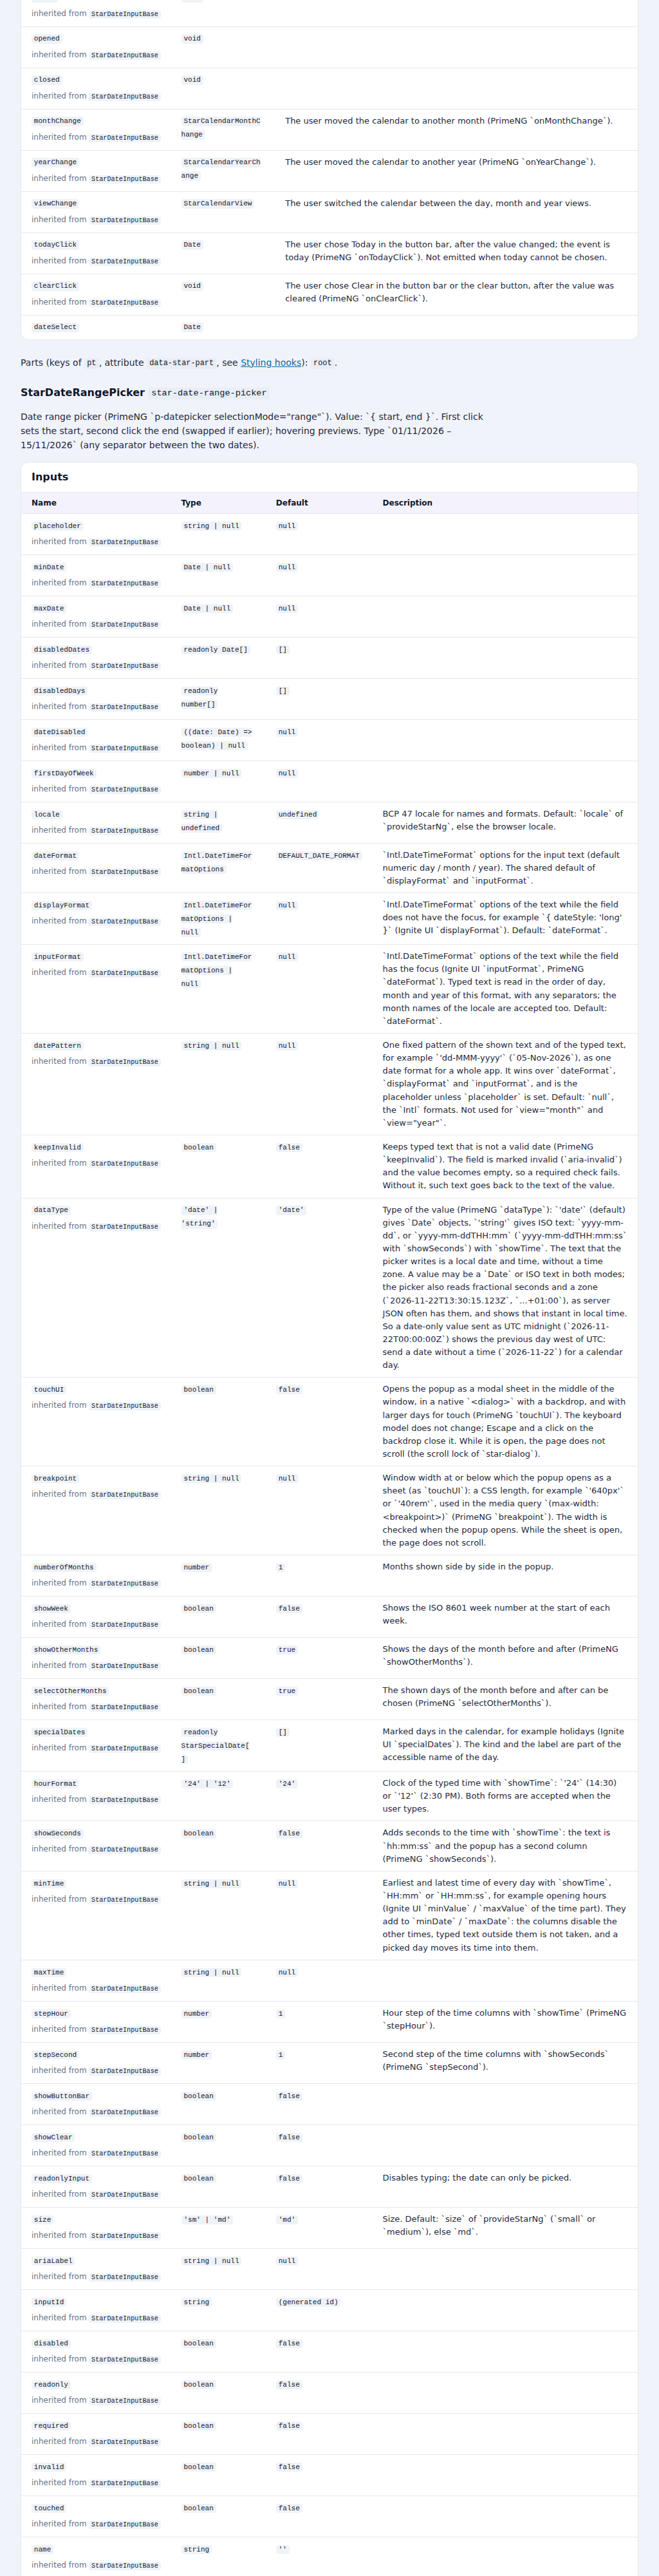 inherited from StarDateInputBase
opened void
inherited from StarDateInputBase
closed void
inherited from StarDateInputBase
monthChange StarCalendarMonthC The user moved the calendar to another month (PrimeNG `onMonthChange`).
hange
inherited from StarDateInputBase
yearChange StarCalendarYearCh The user moved the calendar to another year (PrimeNG `onYearChange`).
ange
inherited from StarDateInputBase
viewChange StarCalendarView The user switched the calendar between the day, month and year views.
inherited from StarDateInputBase
todayClick Date The user chose Today in the button bar, after the value changed; the event is
today (PrimeNG `onTodayClick`). Not emitted when today cannot be chosen.
inherited from StarDateInputBase
clearClick void The user chose Clear in the button bar or the clear button, after the value was
cleared (PrimeNG `onClearClick`).
inherited from StarDateInputBase
dateSelect Date
Parts (keys of pt, attribute data-star-part, see Styling hooks): root.
StarDateRangePicker star-date-range-picker
Date range picker (PrimeNG `p-datepicker selectionMode="range"`). Value: `{ start, end }`. First click
sets the start, second click the end (swapped if earlier); hovering previews. Type `01/11/2026 –
15/11/2026` (any separator between the two dates).
Inputs
Name Type Default Description
placeholder string | null null
inherited from StarDateInputBase
minDate Date | null null
inherited from StarDateInputBase
maxDate Date | null null
inherited from StarDateInputBase
disabledDates readonly Date[] []
inherited from StarDateInputBase
disabledDays readonly []
number[]
inherited from StarDateInputBase
dateDisabled ((date: Date) => null
boolean) | null
inherited from StarDateInputBase
firstDayOfWeek number | null null
inherited from StarDateInputBase
locale string | undefined BCP 47 locale for names and formats. Default: `locale` of
undefined `provideStarNg`, else the browser locale.
inherited from StarDateInputBase
dateFormat Intl.DateTimeFor DEFAULT_DATE_FORMAT `Intl.DateTimeFormat` options for the input text (default
matOptions numeric day / month / year). The shared default of
inherited from StarDateInputBase
`displayFormat` and `inputFormat`.
displayFormat Intl.DateTimeFor null `Intl.DateTimeFormat` options of the text while the field
matOptions | does not have the focus, for example `{ dateStyle: 'long'
inherited from StarDateInputBase
null }` (Ignite UI `displayFormat`). Default: `dateFormat`.
inputFormat Intl.DateTimeFor null `Intl.DateTimeFormat` options of the text while the field
matOptions | has the focus (Ignite UI `inputFormat`, PrimeNG
inherited from StarDateInputBase
null `dateFormat`). Typed text is read in the order of day,
month and year of this format, with any separators; the
month names of the locale are accepted too. Default:
`dateFormat`.
datePattern string | null null One fixed pattern of the shown text and of the typed text,
for example `'dd-MMM-yyyy'` (`05-Nov-2026`), as one
inherited from StarDateInputBase
date format for a whole app. It wins over `dateFormat`,
`displayFormat` and `inputFormat`, and is the
placeholder unless `placeholder` is set. Default: `null`,
the `Intl` formats. Not used for `view="month"` and
`view="year"`.
keepInvalid boolean false Keeps typed text that is not a valid date (PrimeNG
`keepInvalid`). The field is marked invalid (`aria-invalid`)
inherited from StarDateInputBase
and the value becomes empty, so a required check fails.
Without it, such text goes back to the text of the value.
dataType 'date' | 'date' Type of the value (PrimeNG `dataType`): `'date'` (default)
'string' gives `Date` objects, `'string'` gives ISO text: `yyyy-mm-
inherited from StarDateInputBase
dd`, or `yyyy-mm-ddTHH:mm` (`yyyy-mm-ddTHH:mm:ss`
with `showSeconds`) with `showTime`. The text that the
picker writes is a local date and time, without a time
zone. A value may be a `Date` or ISO text in both modes;
the picker also reads fractional seconds and a zone
(`2026-11-22T13:30:15.123Z`, `...+01:00`), as server
JSON often has them, and shows that instant in local time.
So a date-only value sent as UTC midnight (`2026-11-
22T00:00:00Z`) shows the previous day west of UTC:
send a date without a time (`2026-11-22`) for a calendar
day.
touchUI boolean false Opens the popup as a modal sheet in the middle of the
window, in a native `<dialog>` with a backdrop, and with
inherited from StarDateInputBase
larger days for touch (PrimeNG `touchUI`). The keyboard
model does not change; Escape and a click on the
backdrop close it. While it is open, the page does not
scroll (the scroll lock of `star-dialog`).
breakpoint string | null null Window width at or below which the popup opens as a
sheet (as `touchUI`): a CSS length, for example `'640px'`
inherited from StarDateInputBase
or `'40rem'`, used in the media query `(max-width:
<breakpoint>)` (PrimeNG `breakpoint`). The width is
checked when the popup opens. While the sheet is open,
the page does not scroll.
numberOfMonths number 1 Months shown side by side in the popup.
inherited from StarDateInputBase
showWeek boolean false Shows the ISO 8601 week number at the start of each
week.
inherited from StarDateInputBase
showOtherMonths boolean true Shows the days of the month before and after (PrimeNG
`showOtherMonths`).
inherited from StarDateInputBase
selectOtherMonths boolean true The shown days of the month before and after can be
chosen (PrimeNG `selectOtherMonths`).
inherited from StarDateInputBase
specialDates readonly [] Marked days in the calendar, for example holidays (Ignite
StarSpecialDate[ UI `specialDates`). The kind and the label are part of the
inherited from StarDateInputBase
] accessible name of the day.
hourFormat '24' | '12' '24' Clock of the typed time with `showTime`: `'24'` (14:30)
or `'12'` (2:30 PM). Both forms are accepted when the
inherited from StarDateInputBase
user types.
showSeconds boolean false Adds seconds to the time with `showTime`: the text is
`hh:mm:ss` and the popup has a second column
inherited from StarDateInputBase
(PrimeNG `showSeconds`).
minTime string | null null Earliest and latest time of every day with `showTime`,
`HH:mm` or `HH:mm:ss`, for example opening hours
inherited from StarDateInputBase
(Ignite UI `minValue` / `maxValue` of the time part). They
add to `minDate` / `maxDate`: the columns disable the
other times, typed text outside them is not taken, and a
picked day moves its time into them.
maxTime string | null null
inherited from StarDateInputBase
stepHour number 1 Hour step of the time columns with `showTime` (PrimeNG
`stepHour`).
inherited from StarDateInputBase
stepSecond number 1 Second step of the time columns with `showSeconds`
(PrimeNG `stepSecond`).
inherited from StarDateInputBase
showButtonBar boolean false
inherited from StarDateInputBase
showClear boolean false
inherited from StarDateInputBase
readonlyInput boolean false Disables typing; the date can only be picked.
inherited from StarDateInputBase
size 'sm' | 'md' 'md' Size. Default: `size` of `provideStarNg` (`small` or
`medium`), else `md`.
inherited from StarDateInputBase
ariaLabel string | null null
inherited from StarDateInputBase
inputId string (generated id)
inherited from StarDateInputBase
disabled boolean false
inherited from StarDateInputBase
readonly boolean false
inherited from StarDateInputBase
required boolean false
inherited from StarDateInputBase
invalid boolean false
inherited from StarDateInputBase
touched boolean false
inherited from StarDateInputBase
name string ''
inherited from StarDateInputBase